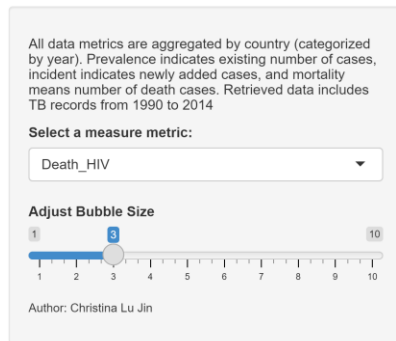 All data metrics are aggregated by country (categorized
by year). Prevalence indicates existing number of cases,
incident indicates newly added cases, and mortality
means number of death cases. Retrieved data includes
TB records from 1990 to 2014
Select a measure metric:
Death_HIV
Adjust Bubble Size
1 3 10
1 2 3 4 5 6 7 8 9 10
Author: Christina Lu Jin